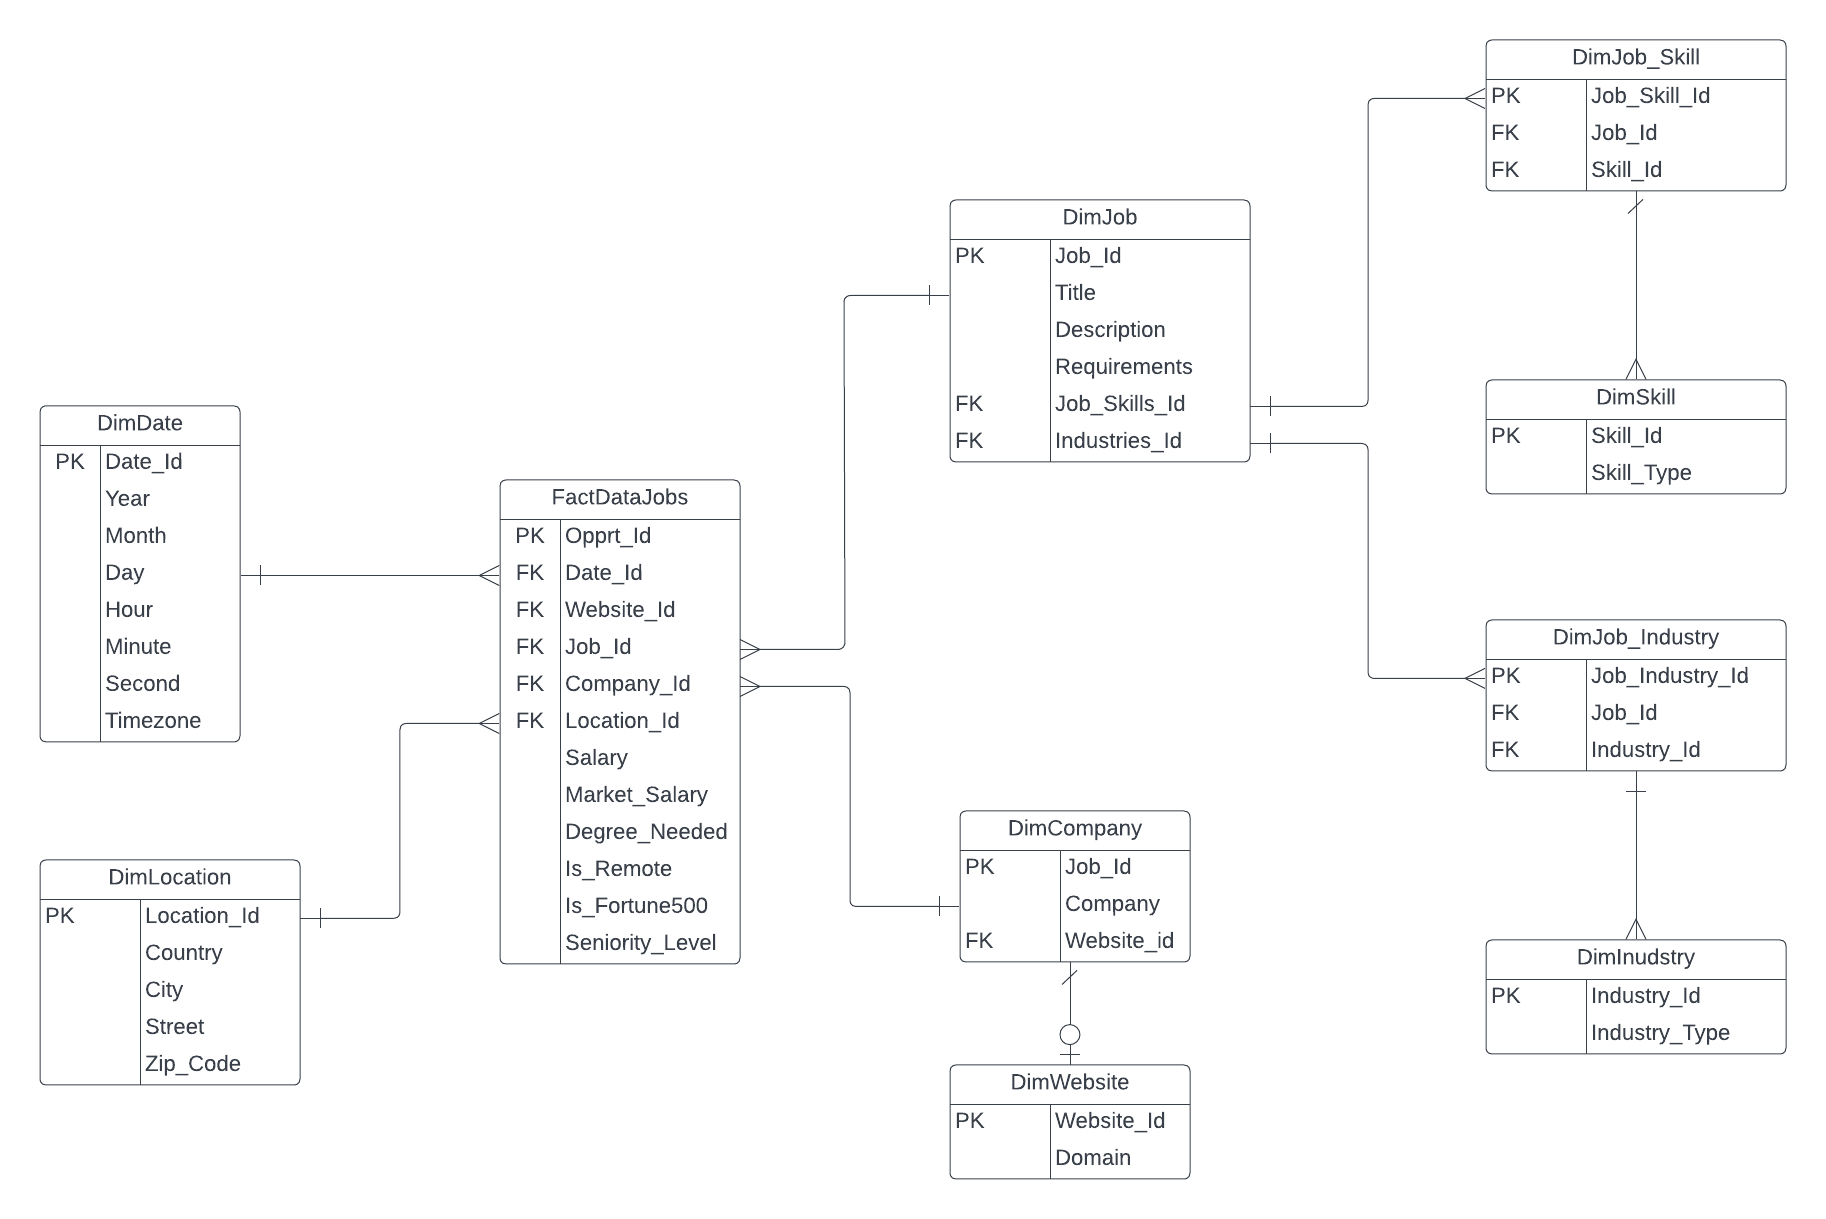 DimJob_Skill
PK Job_Skill_Id
FK Job_Id
FK Skill_Id
DimJob
PK Job_Id
Title
Description
Requirements
FK Job_Skills_Id
FK Industries_Id
DimSkill
PK Skill_Id
Skill_Type
DimDate
PK Date_Id
Year
Month
Day
Hour
Minute
Second
Timezone
FactDataJobs
PK Opprt_Id
FK Date_Id
FK Website_Id
FK Job_Id
FK Company_Id
FK Location_Id
Salary
Market_Salary
Degree_Needed
Is_Remote
Is_Fortune500
Seniority_Level
DimJob_Industry
PK Job_Industry_Id
FK Job_Id
FK Industry_Id
DimCompany
PK Job_Id
Company
FK Website_id
DimLocation
PK Location_Id
Country
City
Street
Zip_Code
DimInudstry
PK Industry_Id
Industry_Type
DimWebsite
PK Website_Id
Domain